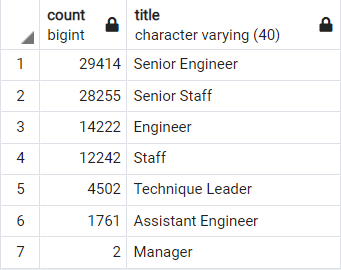 count title
bigint character varying (40)
1 29414 Senior Engineer
2 28255 Senior Staff
3 14222 Engineer
4 12242 Staff
5 4502 Technique Leader
6 1761 Assistant Engineer
7 2 Manager